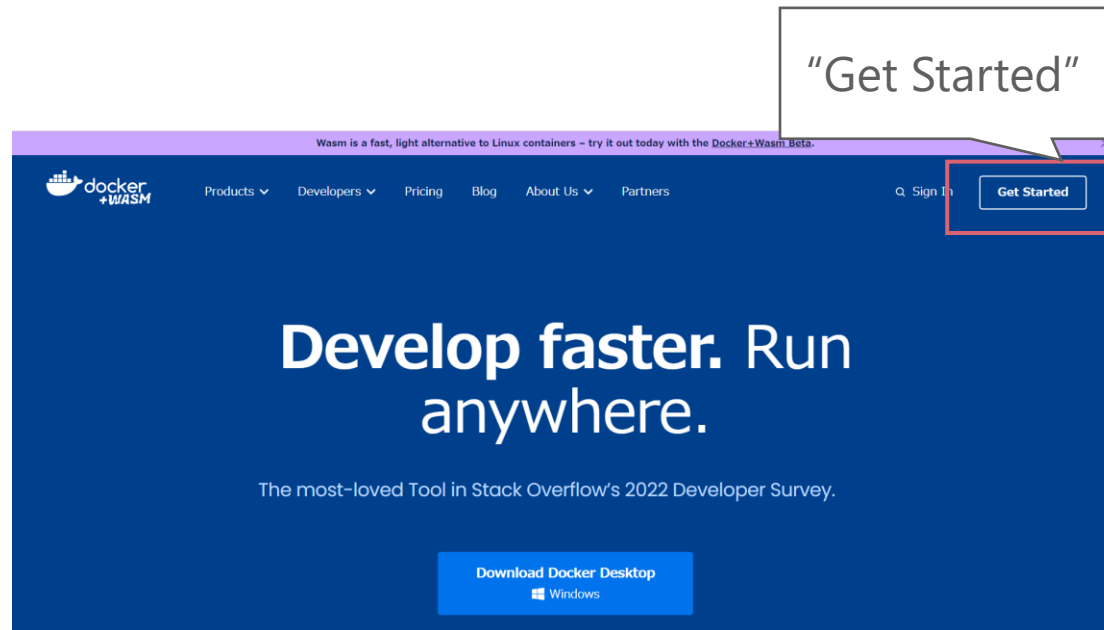 “Get Started”
Wasm is a fast, light alternative to Linux containers – try it out today with the Docker+Wasm Beta.
docker
+WASM
Products Developers Pricing Blog About Us Partners Sign In Get Started
Develop faster. Run
anywhere.
The most-loved Tool in Stack Overflow’s 2022 Developer Survey.
Download Docker Desktop
Windows